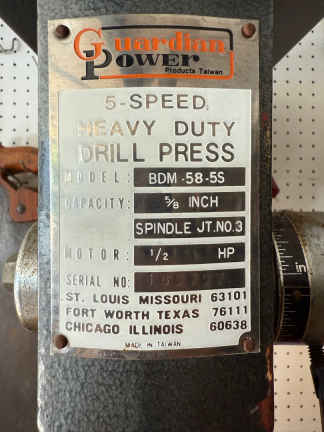 Guardian
POWER
Products-Taiwan
5-SPEED
HEAVY DUTY
DRILL PRESS
MODEL: BDM-58-5S
CAPACITY: 5/8 INCH
SPINDLE JT.NO.3
MOTOR: 1/2 HP
SERIAL NO:
ST. LOUIS MISSOURI 63101
FORT WORTH TEXAS 76111
CHICAGO ILLINOIS 60638
MADE IN TAIWAN
in